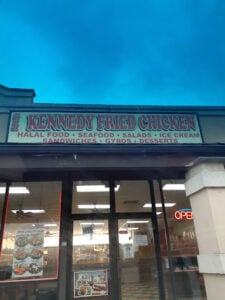 KENNEDY FRIED CHICKEN
HALAL FOOD • SEAFOOD • SALADS • ICE CREAM
SANDWICHES • GYROS • DESSERTS
OPEN